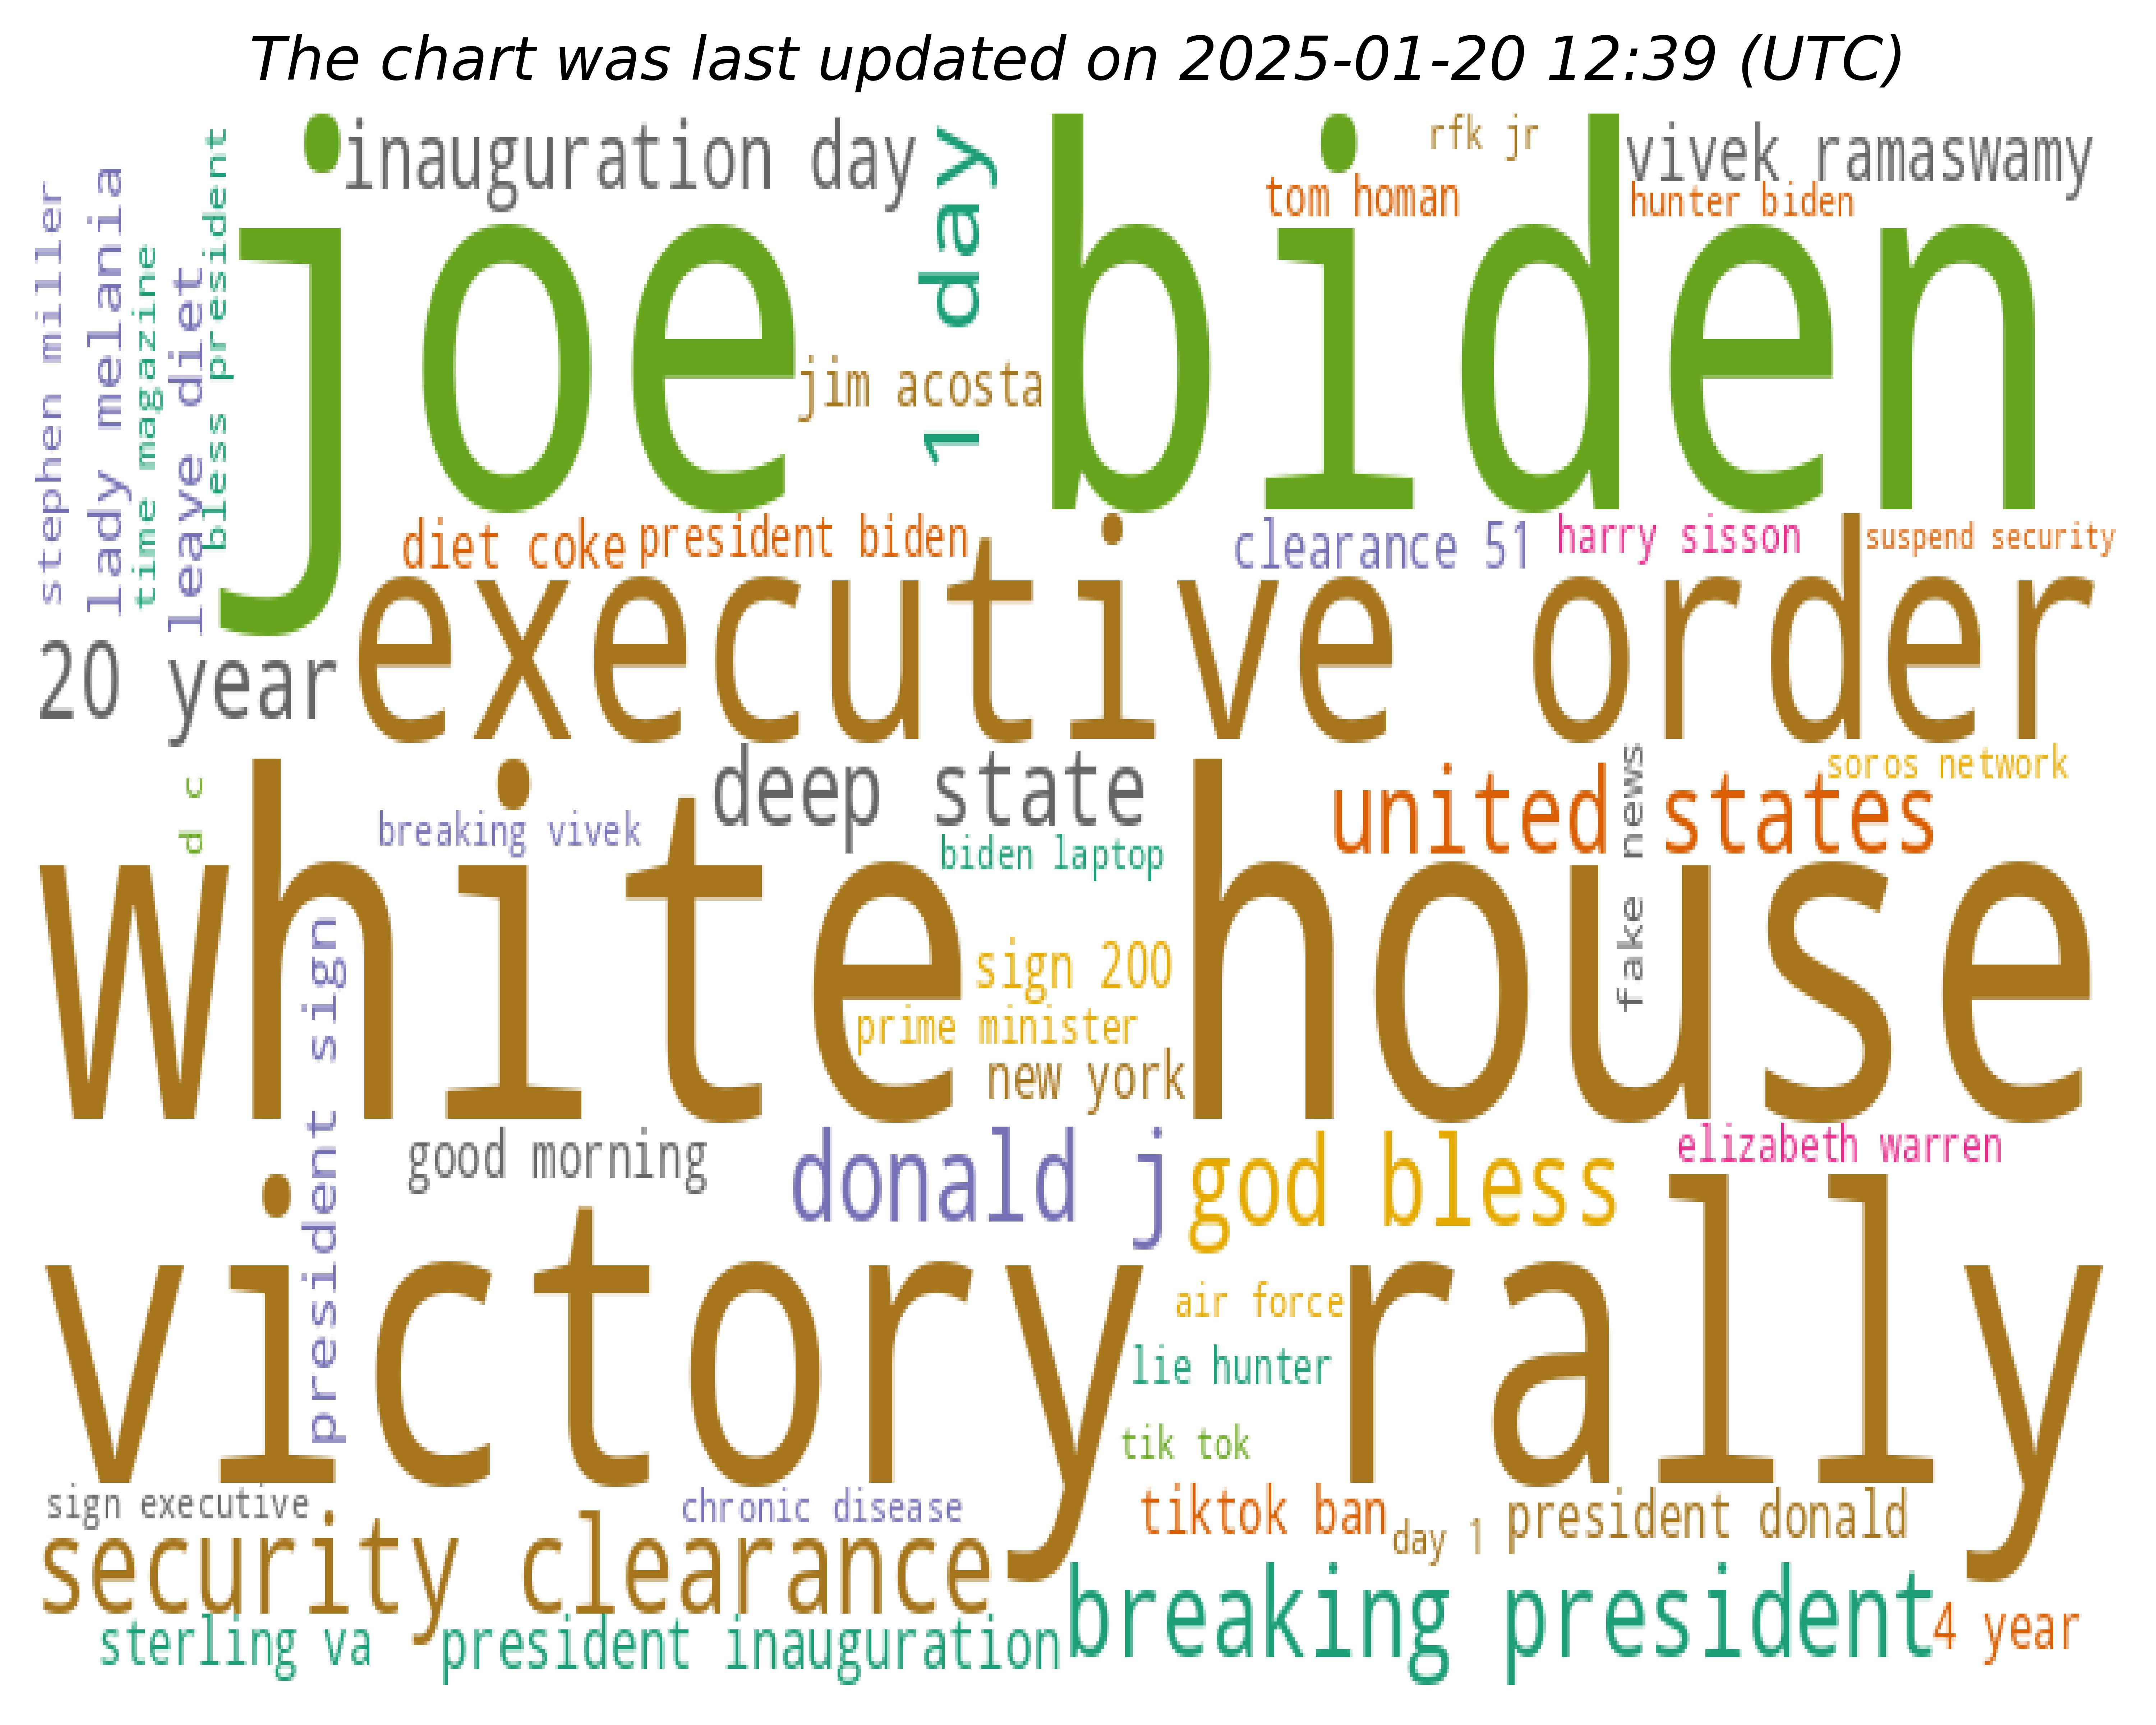 The chart was last updated on 2025-01-20 12:39 (UTC)
joe biden
inauguration day
1 day
rfk jr
vivek ramaswamy
tom homan
hunter biden
stephen miller
lady melania
time magazine
leave diet
bless president
jim acosta
diet coke
president biden
clearance 51
harry sisson
suspend security
executive order
20 year
deep state
united states
fake news
soros network
d c
breaking vivek
biden laptop
white house
president sign
sign 200
prime minister
new york
good morning
donald j
god bless
elizabeth warren
victory rally
air force
lie hunter
tik tok
sign executive
chronic disease
tiktok ban
day 1
president donald
security clearance
breaking president
4 year
sterling va
president inauguration